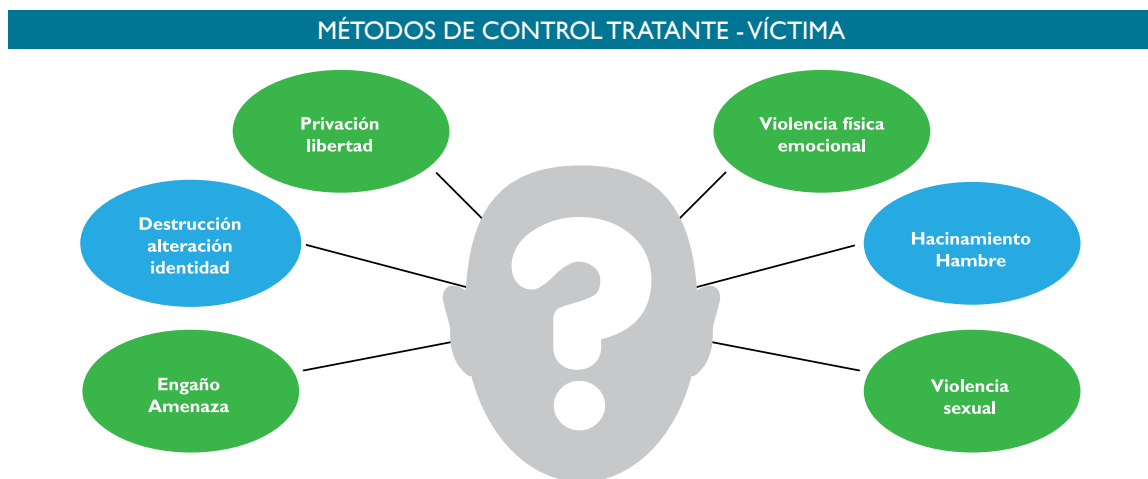 MÉTODOS DE CONTROL TRATANTE - VÍCTIMA
Privación
libertad
Violencia física
emocional
Destrucción
alteración
identidad
Hacinamiento
Hambre
Engaño
Amenaza
Violencia
sexual
?